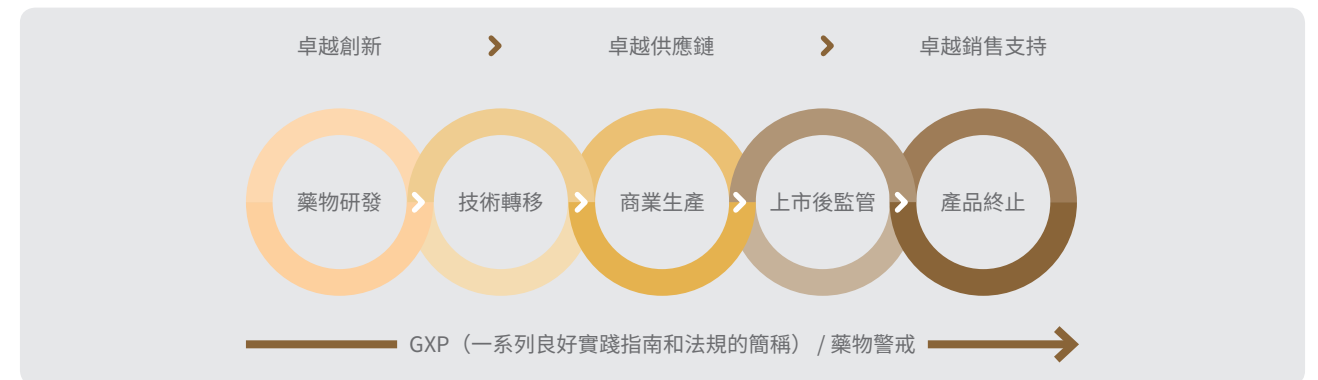 卓越創新
卓越供應鏈
卓越銷售支持
藥物研發
技術轉移
商業生產
上市後監管
產品終止
GXP（一系列良好實踐指南和法規的簡稱） / 藥物警戒